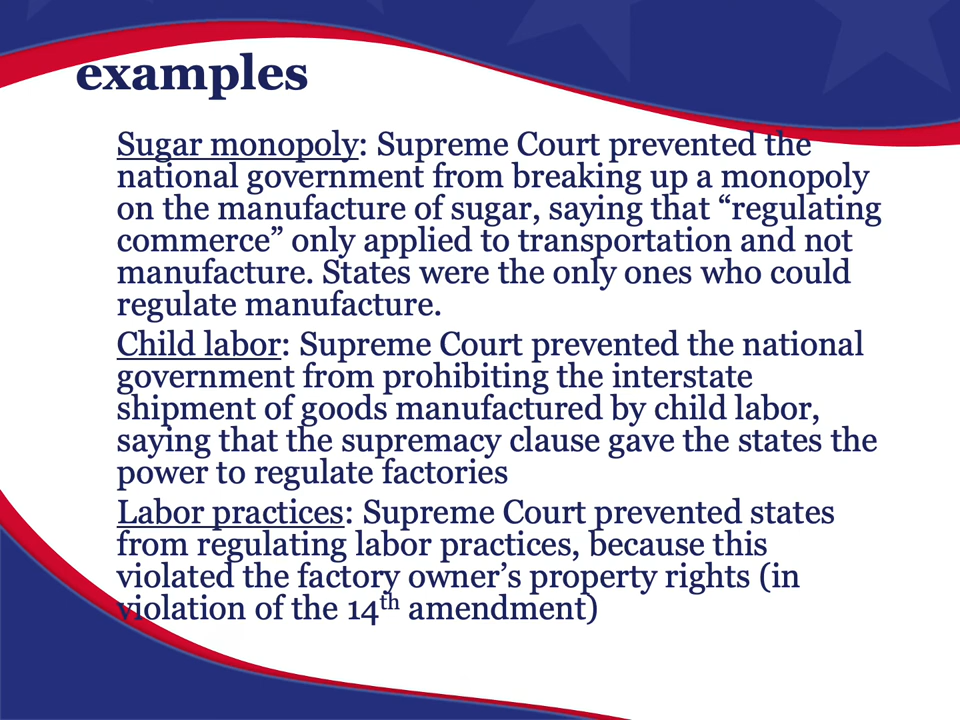 examples
Sugar monopoly: Supreme Court prevented the
national government from breaking up a monopoly
on the manufacture of sugar, saying that “regulating
commerce” only applied to transportation and not
manufacture. States were the only ones who could
regulate manufacture.
Child labor: Supreme Court prevented the national
government from prohibiting the interstate
shipment of goods manufactured by child labor,
saying that the supremacy clause gave the states the
power to regulate factories
Labor practices: Supreme Court prevented states
from regulating labor practices, because this
violated the factory owner’s property rights (in
violation of the 14th amendment)